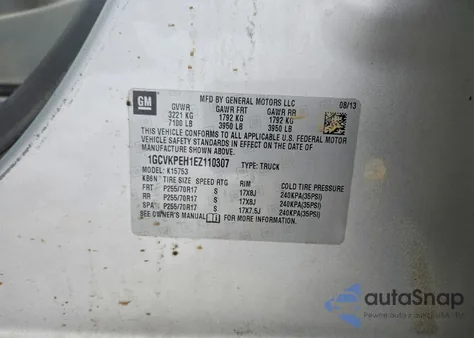 GM
MFD BY GENERAL MOTORS LLC
08/13
GVWR GAWR FRT GAWR RR
3221 KG 1792 KG 1792 KG
7100 LB 3950 LB 3950 LB
THIS VEHICLE CONFORMS TO ALL APPLICABLE U.S. FEDERAL MOTOR
VEHICLE SAFETY STANDARDS IN EFFECT ON THE DATE OF
MANUFACTURE SHOWN ABOVE.
1GCVKPEH1EZ110307 TYPE: TRUCK
MODEL: K15753
TIRE SIZE SPEED RTG RIM COLD TIRE PRESSURE
FRT P255/70R17 S 17X8J 240KPA(35PSI)
RR P255/70R17 S 17X8J 240KPA(35PSI)
SPA P255/70R17 S 17X7.5J 240KPA(35PSI)
SEE OWNER'S MANUAL FOR MORE INFORMATION.
autoSnap
Pewne auto z USA